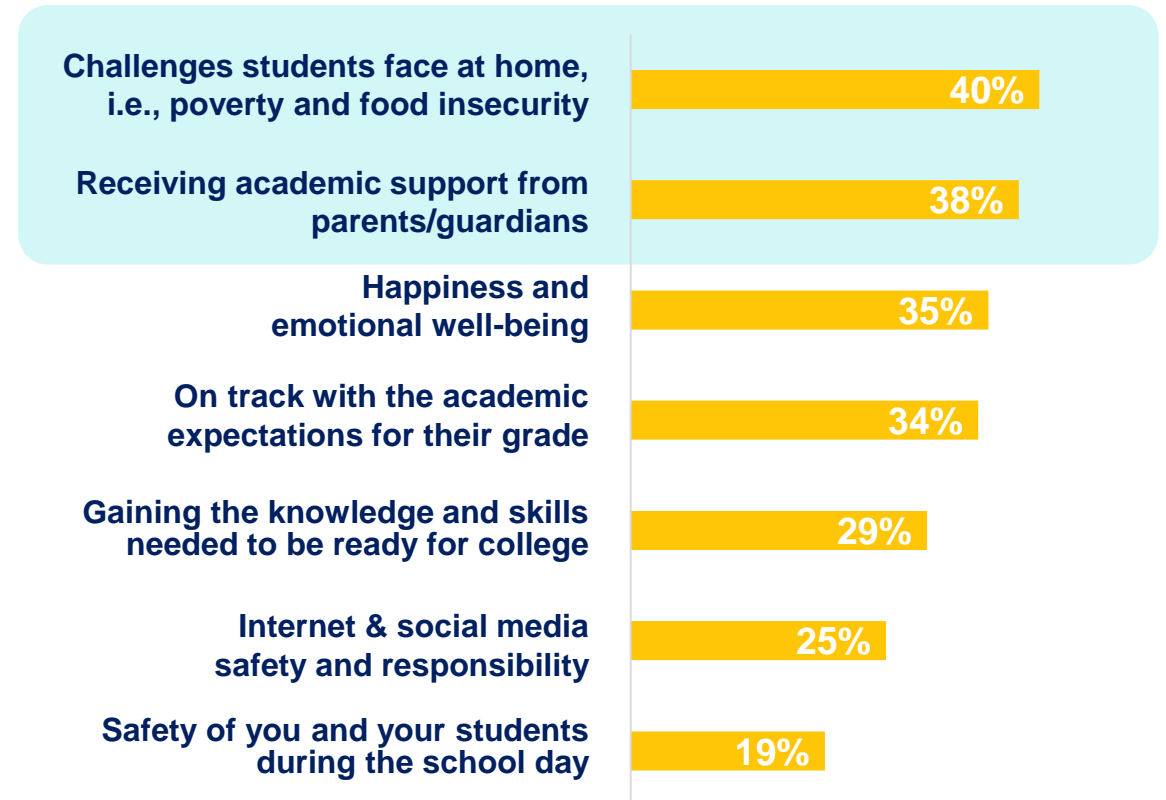 Challenges students face at home,
i.e., poverty and food insecurity
40%
Receiving academic support from
parents/guardians
38%
Happiness and
emotional well-being
35%
On track with the academic
expectations for their grade
34%
Gaining the knowledge and skills
needed to be ready for college
29%
Internet & social media
safety and responsibility
25%
Safety of you and your students
during the school day
19%